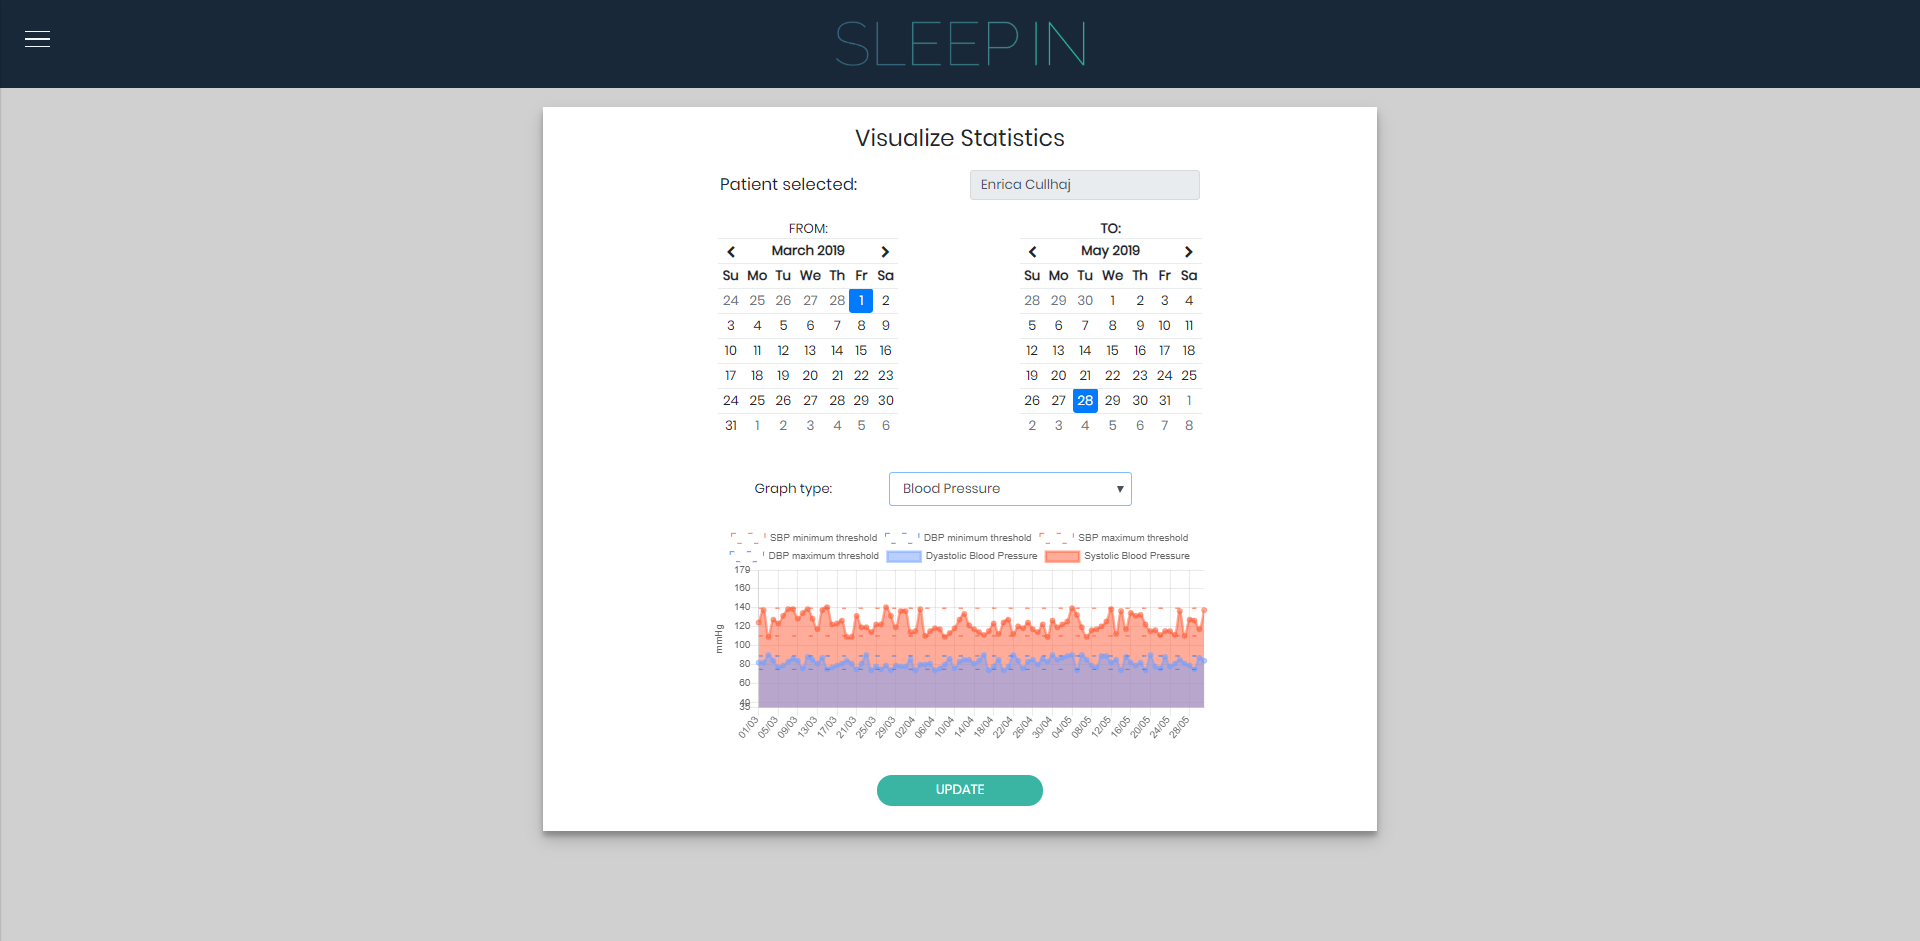 SLEEPIN
Visualize Statistics
Patient selected: Enrica Cullhaj
FROM:
March 2019
Su Mo Tu We Th Fr Sa
24 25 26 27 28 1 2
3 4 5 6 7 8 9
10 11 12 13 14 15 16
17 18 19 20 21 22 23
24 25 26 27 28 29 30
31 1 2 3 4 5 6
TO:
May 2019
Su Mo Tu We Th Fr Sa
28 29 30 1 2 3 4
5 6 7 8 9 10 11
12 13 14 15 16 17 18
19 20 21 22 23 24 25
26 27 28 29 30 31 1
2 3 4 5 6 7 8
Graph type: Blood Pressure
SBP minimum threshold DBP minimum threshold SBP maximum threshold
DBP maximum threshold Dyastolic Blood Pressure Systolic Blood Pressure
mmHg
179
160
140
120
100
80
60
40
35
01/03 05/03 09/03 13/03 17/03 21/03 25/03 29/03 02/04 06/04 10/04 14/04 18/04 22/04 26/04 30/04 04/05 08/05 12/05 16/05 20/05 24/05 28/05
UPDATE